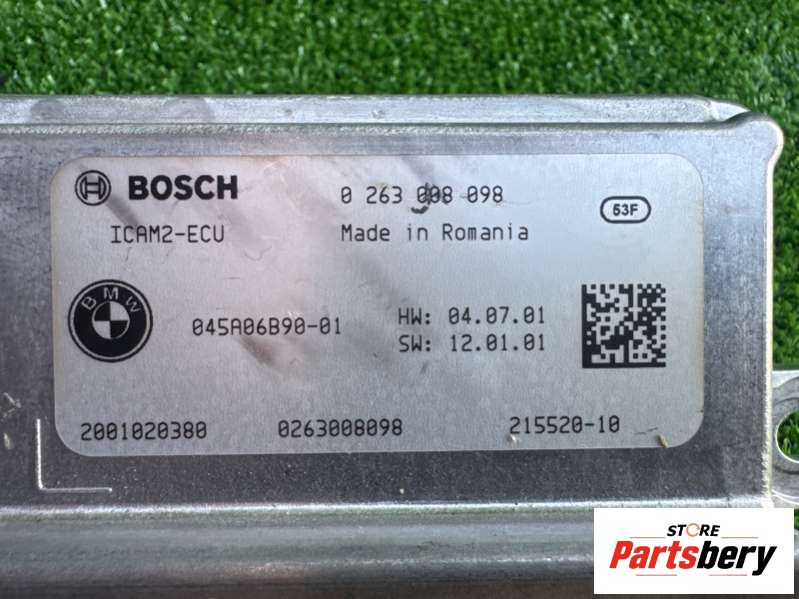 BOSCH 0 263 008 098
53F
ICAM2-ECU Made in Romania
BMW
045A06B90-01 HW: 04.07.01
SW: 12.01.01
2001020380 0263008098 215520-10
STORE
Partsbery